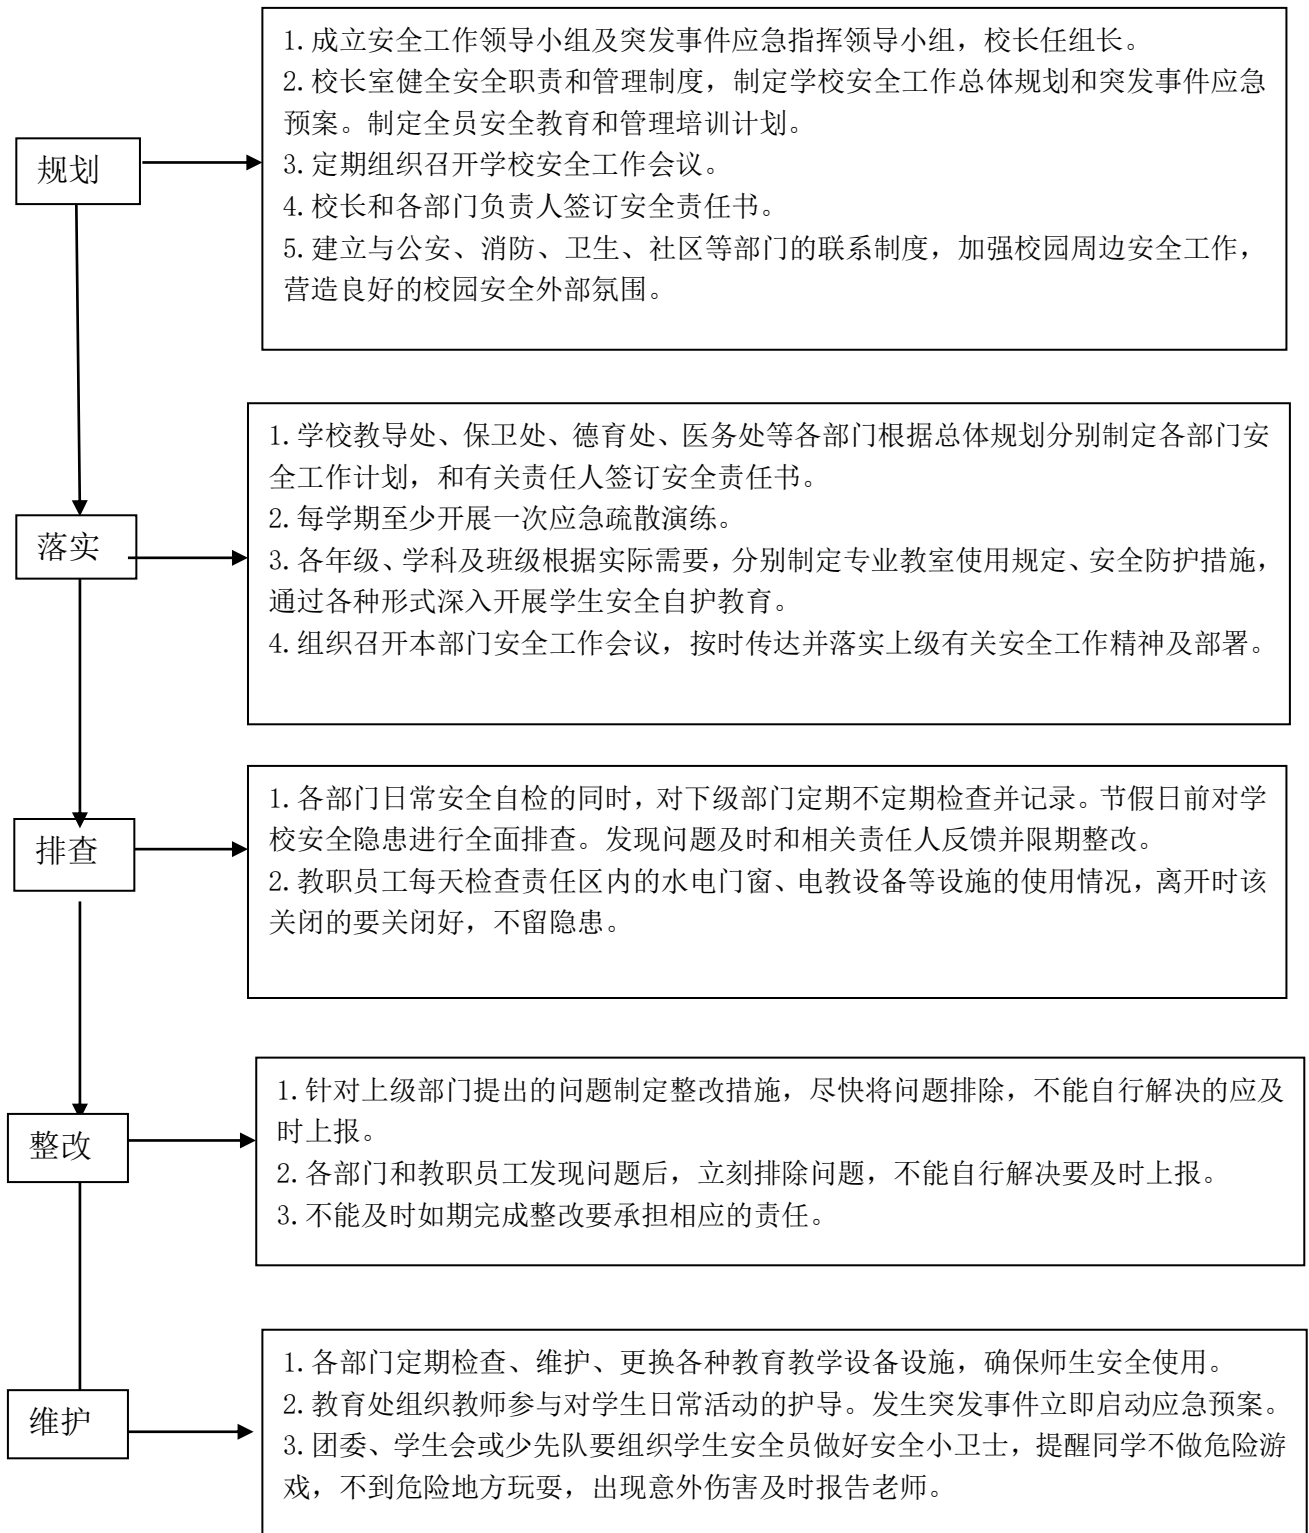 1.成立安全工作领导小组及突发事件应急指挥领导小组，校长任组长。
2.校长室健全安全职责和管理制度，制定学校安全工作总体规划和突发事件应急
预案。制定全员安全教育和管理培训计划。
规划
3.定期组织召开学校安全工作会议。
4.校长和各部门负责人签订安全责任书。
5.建立与公安、消防、卫生、社区等部门的联系制度，加强校园周边安全工作，
营造良好的校园安全外部氛围。
1.学校教导处、保卫处、德育处、医务处等各部门根据总体规划分别制定各部门安
全工作计划，和有关责任人签订安全责任书。
2.每学期至少开展一次应急疏散演练。
落实
3.各年级、学科及班级根据实际需要，分别制定专业教室使用规定、安全防护措施，
通过各种形式深入开展学生安全自护教育。
4.组织召开本部门安全工作会议，按时传达并落实上级有关安全工作精神及部署。
1.各部门日常安全自检的同时，对下级部门定期不定期检查并记录。节假日前对学
校安全隐患进行全面排查。发现问题及时和相关责任人反馈并限期整改。
排查
2.教职员工每天检查责任区内的水电门窗、电教设备等设施的使用情况，离开时该
关闭的要关闭好，不留隐患。
1.针对上级部门提出的问题制定整改措施，尽快将问题排除，不能自行解决的应及
时上报。
整改
2.各部门和教职员工发现问题后，立刻排除问题，不能自行解决要及时上报。
3.不能及时如期完成整改要承担相应的责任。
1.各部门定期检查、维护、更换各种教育教学设备设施，确保师生安全使用。
2.教育处组织教师参与对学生日常活动的护导。发生突发事件立即启动应急预案。
维护
3.团委、学生会或少先队要组织学生安全员做好安全小卫士，提醒同学不做危险游
戏，不到危险地方玩耍，出现意外伤害及时报告老师。